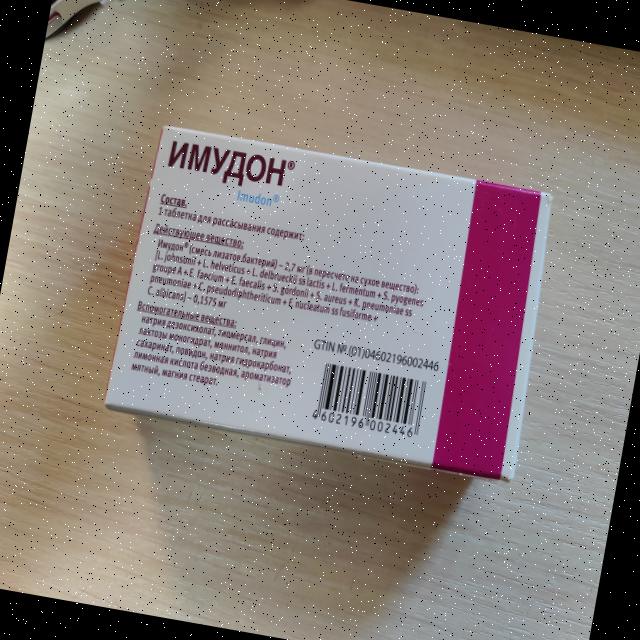 ИМУДОН®
Imudon®
Состав.
1 таблетка для рассасывания содержит:
Действующее вещество:
Имудон® (смесь лизатов бактерий) – 2,7 мг (в пересчете на сухое вещество):
[L. johnsonii + L. helveticus + L. delbrueckii ss lactis + L. fermentum + S. pyogenes
groupe A + E. faecium + E. faecalis + S. gordonii + S. aureus + K. pneumoniae ss
pneumoniae + C. pseudodiphtheriticum + F. nucleatum ss fusiforme +
C. albicans] – 0,1575 мг
Вспомогательные вещества:
натрия дезоксихолат, тиомерсал, глицин,
лактозы моногидрат, маннитол, натрия
сахаринат, повидон, натрия гидрокарбонат,
лимонная кислота безводная, ароматизатор
мятный, магния стеарат.
GTIN №:(01)04602196002446
4602196 002446